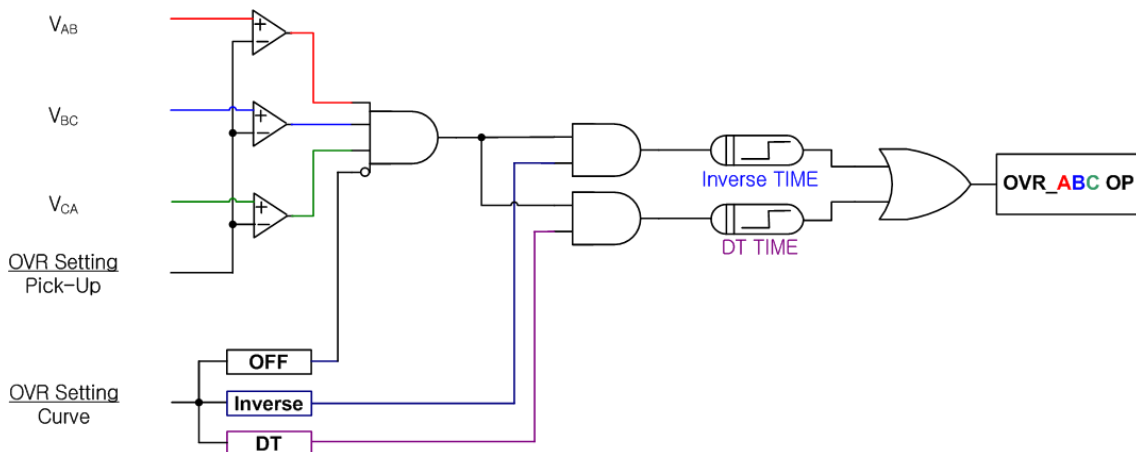 VAB
VBC
VCA
OVR Setting
Pick-Up
OVR Setting
Curve
OFF
Inverse
DT
Inverse TIME
DT TIME
OVR_ABC OP